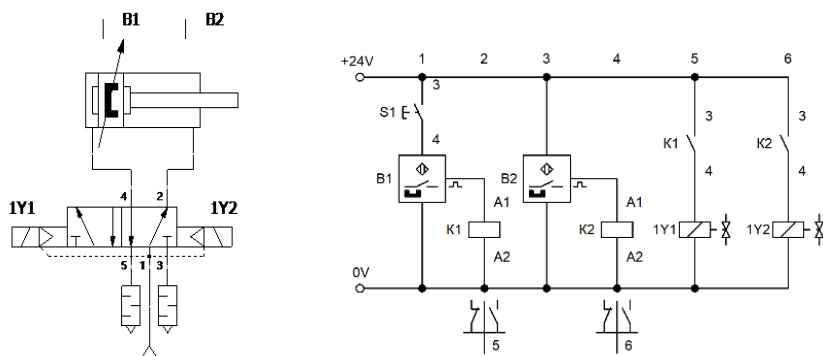 B1 B2
4 2
1Y1 1Y2
5 1 3
1 2 3 4 5 6
+24V
3 3 3
S1 K1 K2
4 4 4
B1 B2
A1 A1
K1 K2 1Y1 1Y2
A2 A2
0V
5 6